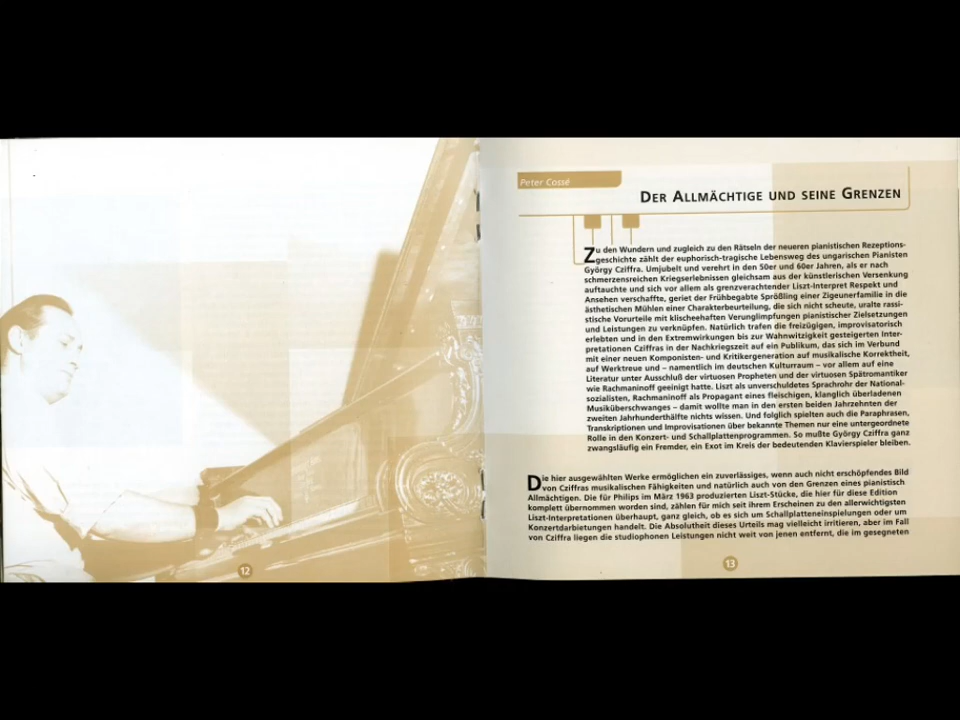 Peter Cossé
DER ALLMÄCHTIGE UND SEINE GRENZEN
Zu den Wundern und zugleich zu den Rätseln der neueren pianistischen Rezeptions-
geschichte zählt der euphorisch-tragische Lebensweg des ungarischen Pianisten
György Cziffra. Umjubelt und verehrt in den 50er und 60er Jahren, als er nach
schmerzensreichen Kriegserlebnissen gleichsam aus der künstlerischen Versenkung
auftauchte und sich vor allem als grenzverachtender Liszt-Interpret Respekt und
Ansehen verschaffte, geriet der Frühbegabte Sprößling einer Zigeunerfamilie in die
ästhetischen Mühlen einer Charakterbeurteilung, die sich nicht scheute, uralte rassi-
stische Vorurteile mit klischeehaften Verunglimpfungen pianistischer Zielsetzungen
und Leistungen zu verknüpfen. Natürlich trafen die freizügigen, improvisatorisch
erlebten und in den Extremwirkungen bis zur Wahnwitzigkeit gesteigerten Inter-
pretationen Cziffras in der Nachkriegszeit auf ein Publikum, das sich im Verbund
mit einer neuen Komponisten- und Kritikergeneration auf musikalische Korrektheit,
auf Werktreue und – namentlich im deutschen Kulturraum – vor allem auf eine
Literatur unter Ausschluß der virtuosen Propheten und der virtuosen Spätromantiker
wie Rachmaninoff geeinigt hatte. Liszt als unverschuldetes Sprachrohr der National-
sozialisten, Rachmaninoff als Propagant eines fleischigen, klanglich überladenen
Musiküberschwanges – damit wollte man in den ersten beiden Jahrzehnten der
zweiten Jahrhunderthälfte nichts wissen. Und folglich spielten auch die Paraphrasen,
Transkriptionen und Improvisationen über bekannte Themen nur eine untergeordnete
Rolle in den Konzert- und Schallplattenprogrammen. So mußte György Cziffra ganz
zwangsläufig ein Fremder, ein Exot im Kreis der bedeutenden Klavierspieler bleiben.
Die hier ausgewählten Werke ermöglichen ein zuverlässiges, wenn auch nicht erschöpfendes Bild
von Cziffras musikalischen Fähigkeiten und natürlich auch von den Grenzen eines pianistisch
Allmächtigen. Die für Philips im März 1963 produzierten Liszt-Stücke, die hier für diese Edition
komplett übernommen worden sind, zählen für mich seit ihrem Erscheinen zu den allerwichtigsten
Liszt-Interpretationen überhaupt, ganz gleich, ob es sich um Schallplatteneinspielungen oder um
Konzertdarbietungen handelt. Die Absolutheit dieses Urteils mag vielleicht irritieren, aber im Fall
von Cziffra liegen die studiophonen Leistungen nicht weit von jenen entfernt, die im gesegneten
12
13